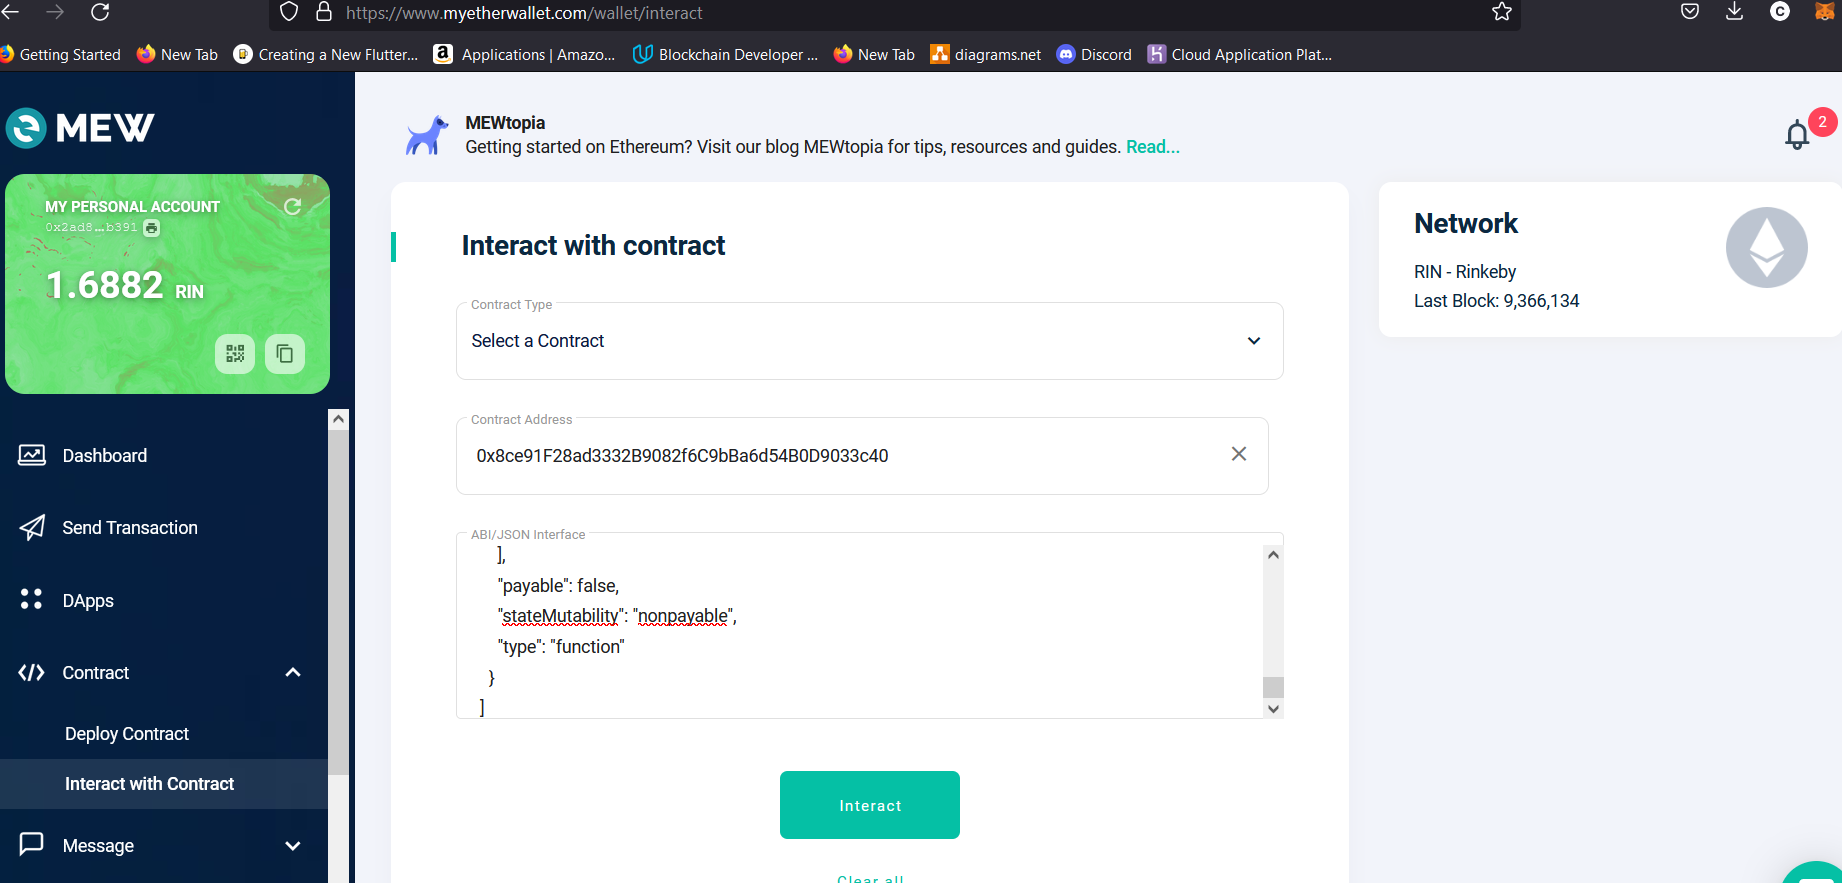 https://www.myetherwallet.com/wallet/interact
Getting Started New Tab Creating a New Flutter... Applications | Amazo... Blockchain Developer ... New Tab diagrams.net Discord Cloud Application Plat...
MEW
MY PERSONAL ACCOUNT
0x2ad8...b391
1.6882 RIN
Dashboard
Send Transaction
DApps
Contract
Deploy Contract
Interact with Contract
Message
MEWtopia
Getting started on Ethereum? Visit our blog MEWtopia for tips, resources and guides. Read...
2
Interact with contract
Contract Type
Select a Contract
Contract Address
0x8ce91F28ad3332B9082f6C9bBa6d54B0D9033c40
ABI/JSON Interface
],
"payable": false,
"stateMutability": "nonpayable",
"type": "function"
}
]
Interact
Clear all
Network
RIN - Rinkeby
Last Block: 9,366,134